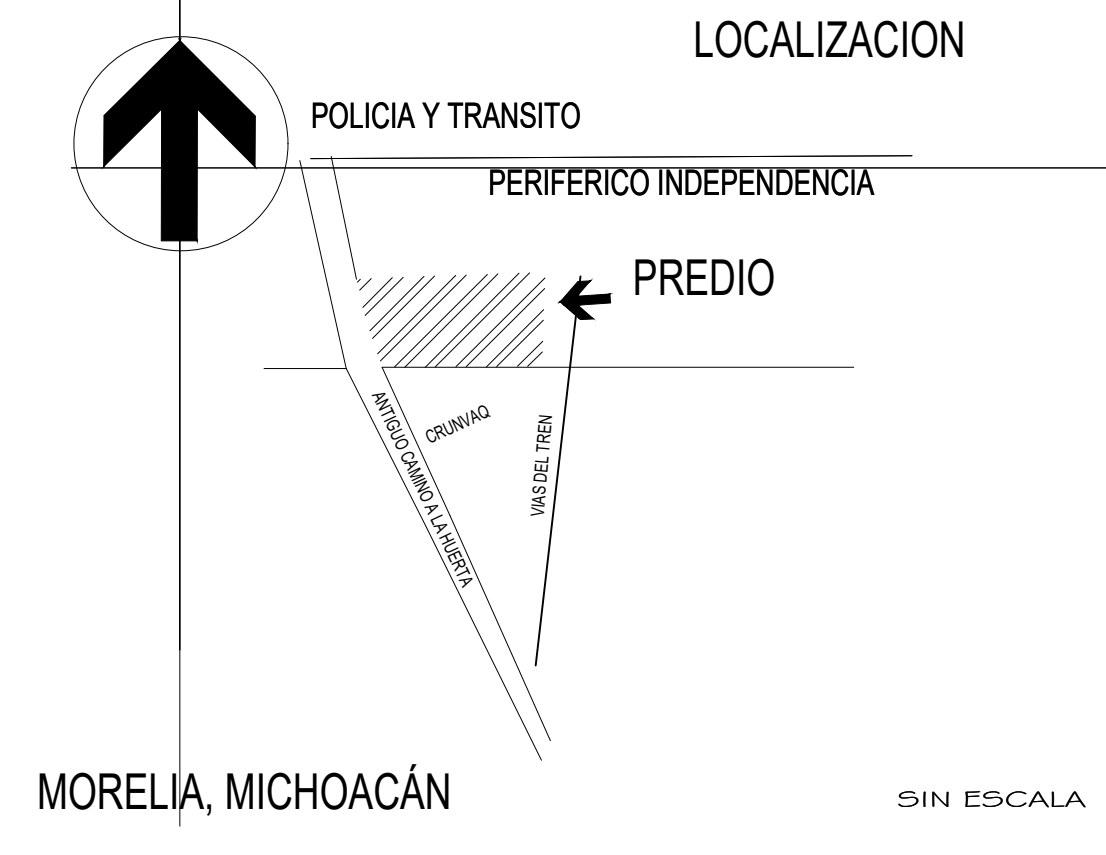 LOCALIZACION
POLICIA Y TRANSITO
PERIFERICO INDEPENDENCIA
PREDIO
ANTIGUO CAMINO A LA HUERTA
CRUNVAQ
VIAS DEL TREN
MORELIA, MICHOACÁN
SIN ESCALA